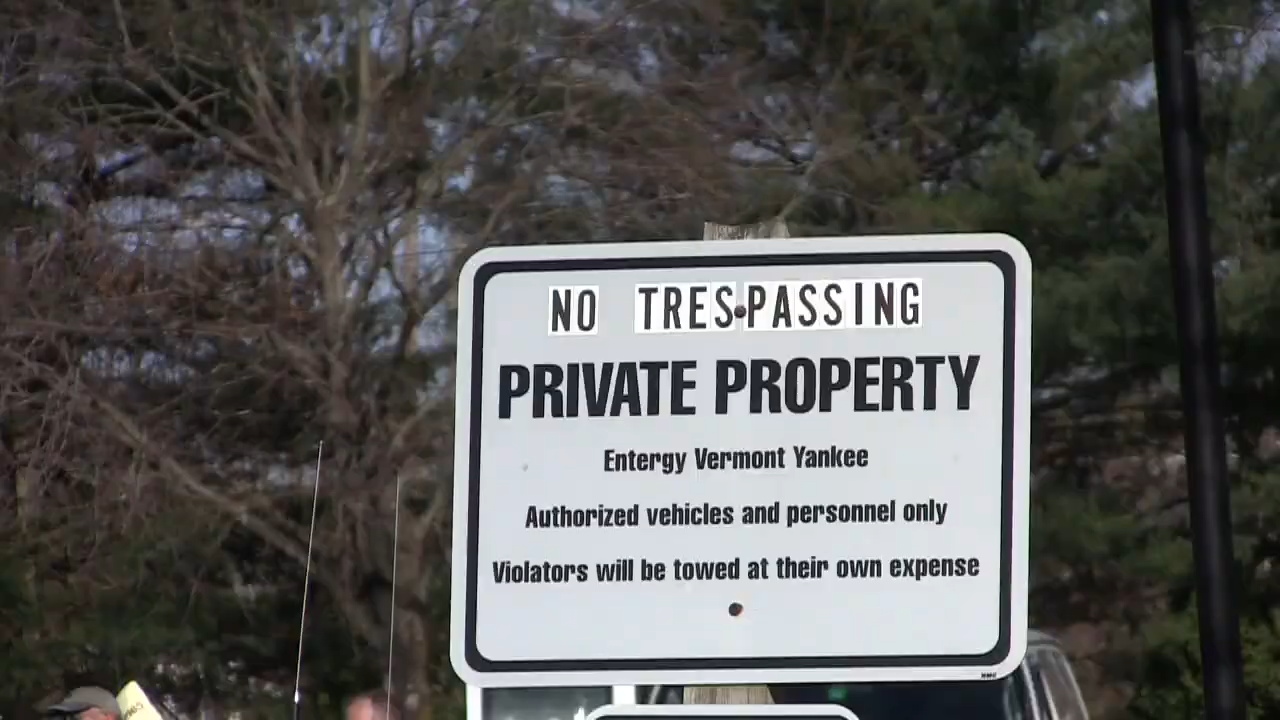 NO TRESPASSING
PRIVATE PROPERTY
Entergy Vermont Yankee
Authorized vehicles and personnel only
Violators will be towed at their own expense